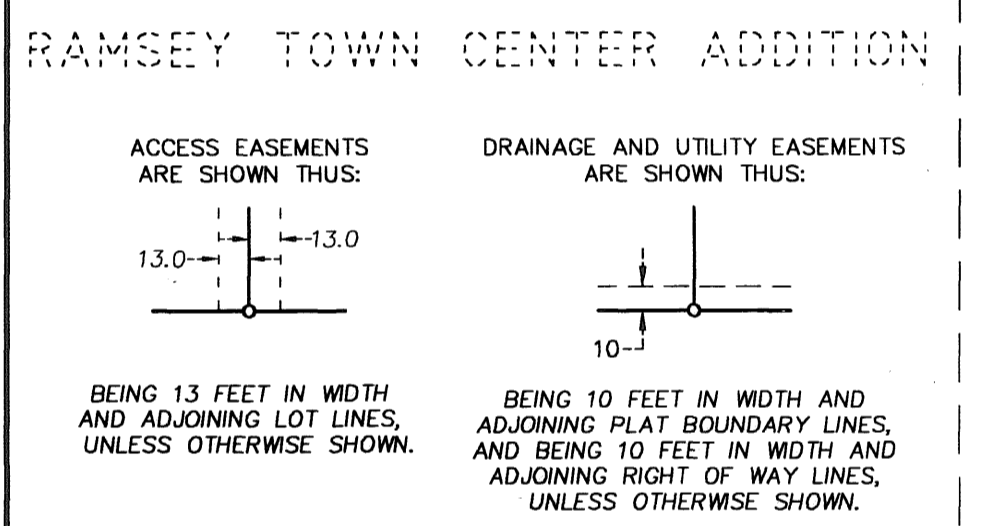 RAMSEY TOWN CENTER ADDITION
ACCESS EASEMENTS
ARE SHOWN THUS:
13.0
13.0
BEING 13 FEET IN WIDTH
AND ADJOINING LOT LINES,
UNLESS OTHERWISE SHOWN.
DRAINAGE AND UTILITY EASEMENTS
ARE SHOWN THUS:
10
BEING 10 FEET IN WIDTH AND
ADJOINING PLAT BOUNDARY LINES,
AND BEING 10 FEET IN WIDTH AND
ADJOINING RIGHT OF WAY LINES,
UNLESS OTHERWISE SHOWN.